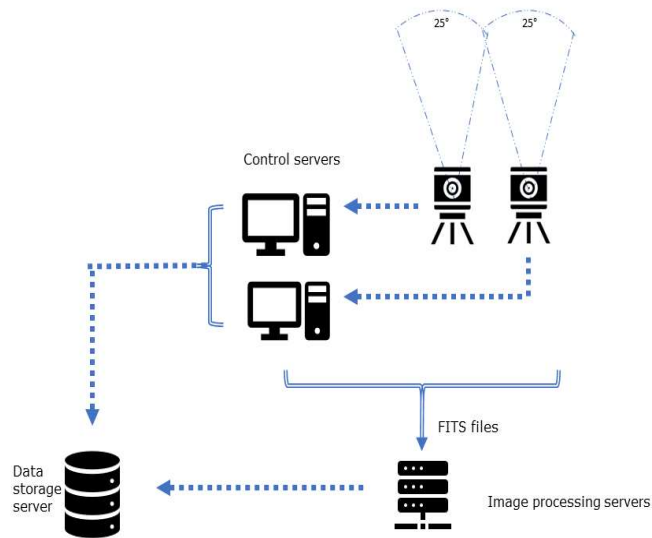 25° 25°
Control servers
FITS files
Data
storage
server
Image processing servers